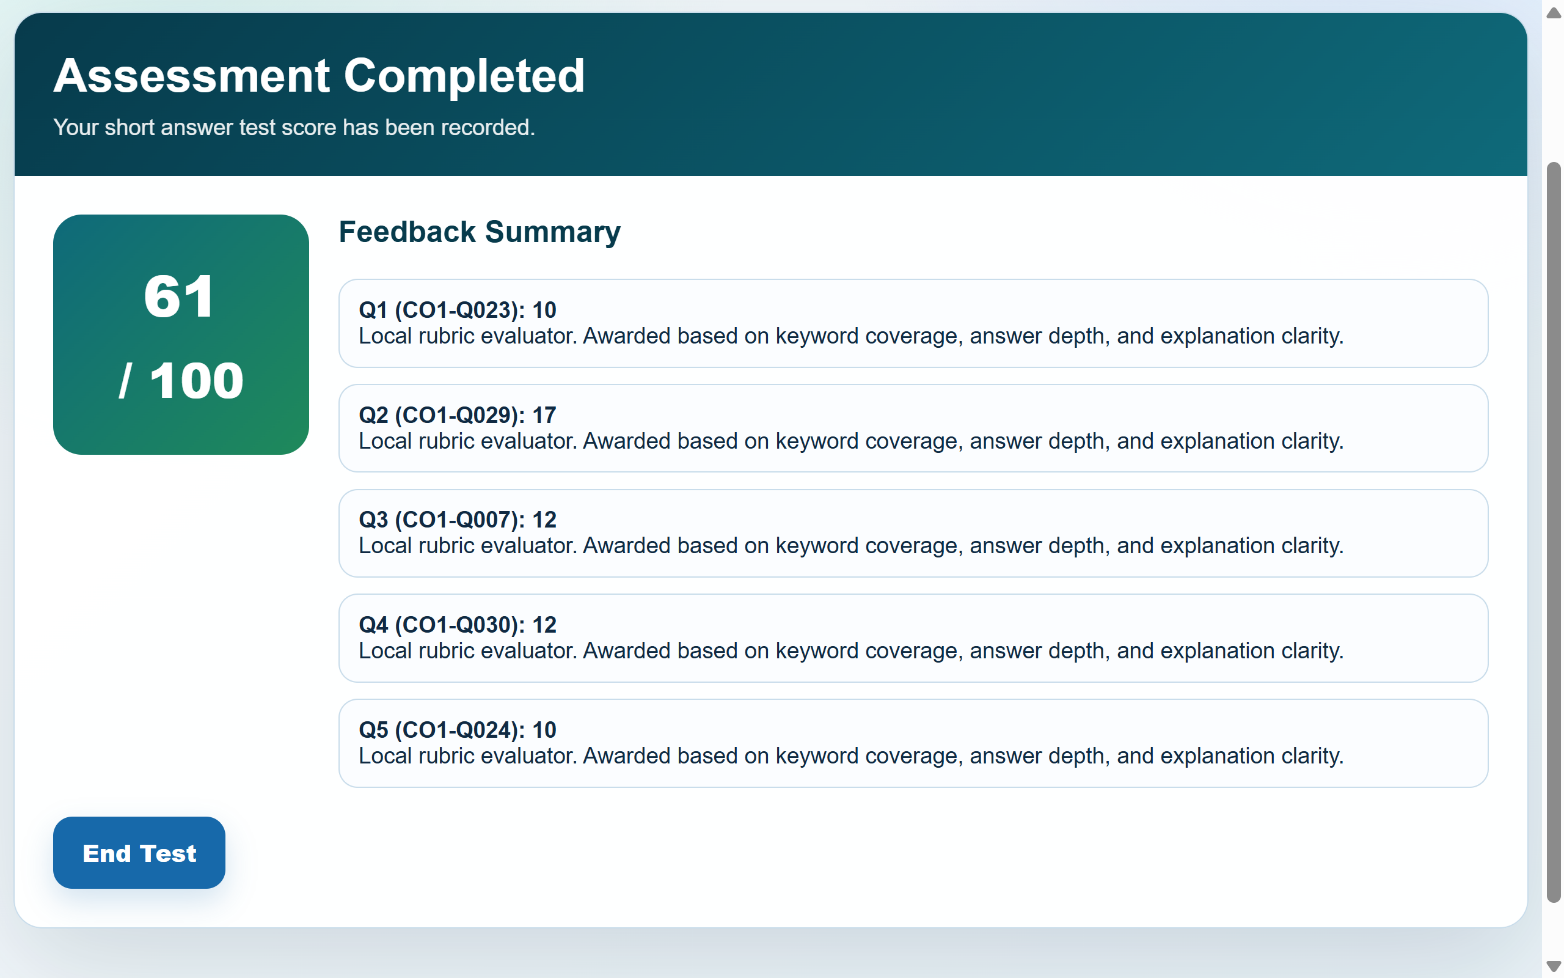 Assessment Completed
Your short answer test score has been recorded.
61
/ 100
Feedback Summary
Q1 (CO1-Q023): 10
Local rubric evaluator. Awarded based on keyword coverage, answer depth, and explanation clarity.
Q2 (CO1-Q029): 17
Local rubric evaluator. Awarded based on keyword coverage, answer depth, and explanation clarity.
Q3 (CO1-Q007): 12
Local rubric evaluator. Awarded based on keyword coverage, answer depth, and explanation clarity.
Q4 (CO1-Q030): 12
Local rubric evaluator. Awarded based on keyword coverage, answer depth, and explanation clarity.
Q5 (CO1-Q024): 10
Local rubric evaluator. Awarded based on keyword coverage, answer depth, and explanation clarity.
End Test